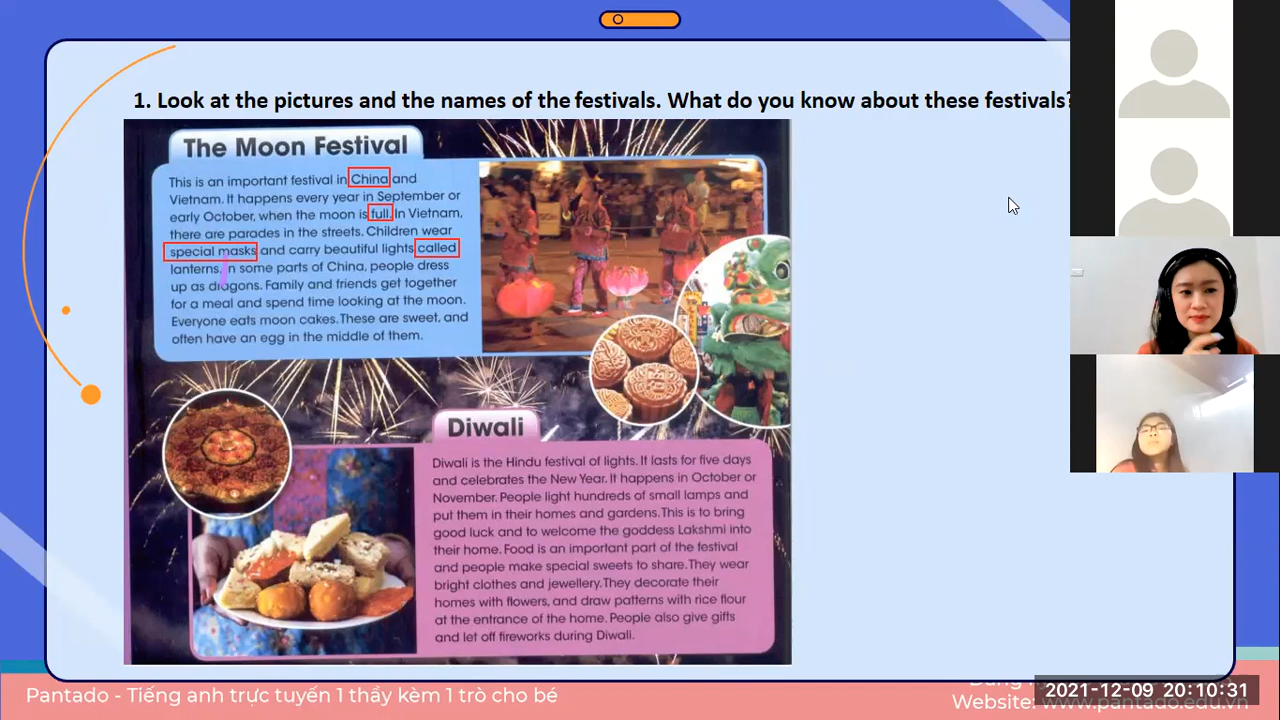 1. Look at the pictures and the names of the festivals. What do you know about these festivals?
The Moon Festival
This is an important festival in China and
Vietnam. It happens every year in September or
early October, when the moon is full. In Vietnam,
there are parades in the streets. Children wear
special masks and carry beautiful lights called
lanterns. In some parts of China, people dress
up as dragons. Family and friends get together
for a meal and spend time looking at the moon.
Everyone eats moon cakes. These are sweet, and
often have an egg in the middle of them.
Diwali
Diwali is the Hindu festival of lights. It lasts for five days
and celebrates the New Year. It happens in October or
November. People light hundreds of small lamps and
put them in their homes and gardens. This is to bring
good luck and to welcome the goddess Lakshmi into
their home. Food is an important part of the festival
and people make special sweets to share. They wear
bright clothes and jewellery. They decorate their
homes with flowers, and draw patterns with rice flour
at the entrance of the home. People also give gifts
and let off fireworks during Diwali.
Pantado - Tiếng anh trực tuyến 1 thầy kèm 1 trò cho bé
2021-12-09 20:10:31
Website: www.pantado.edu.vn